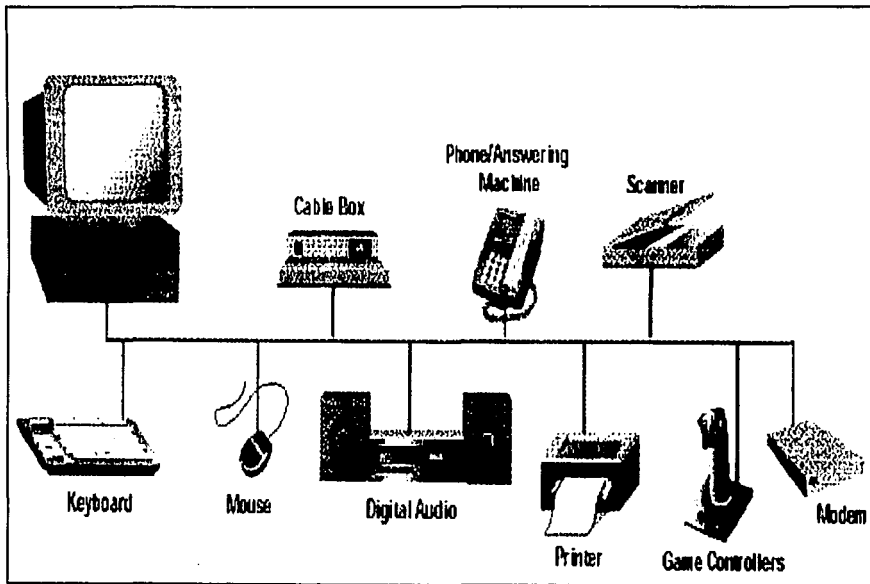 Phone/Answering
Machine
Scanner
Cable Box
Keyboard
Mouse
Digital Audio
Printer
Game Controllers
Modem